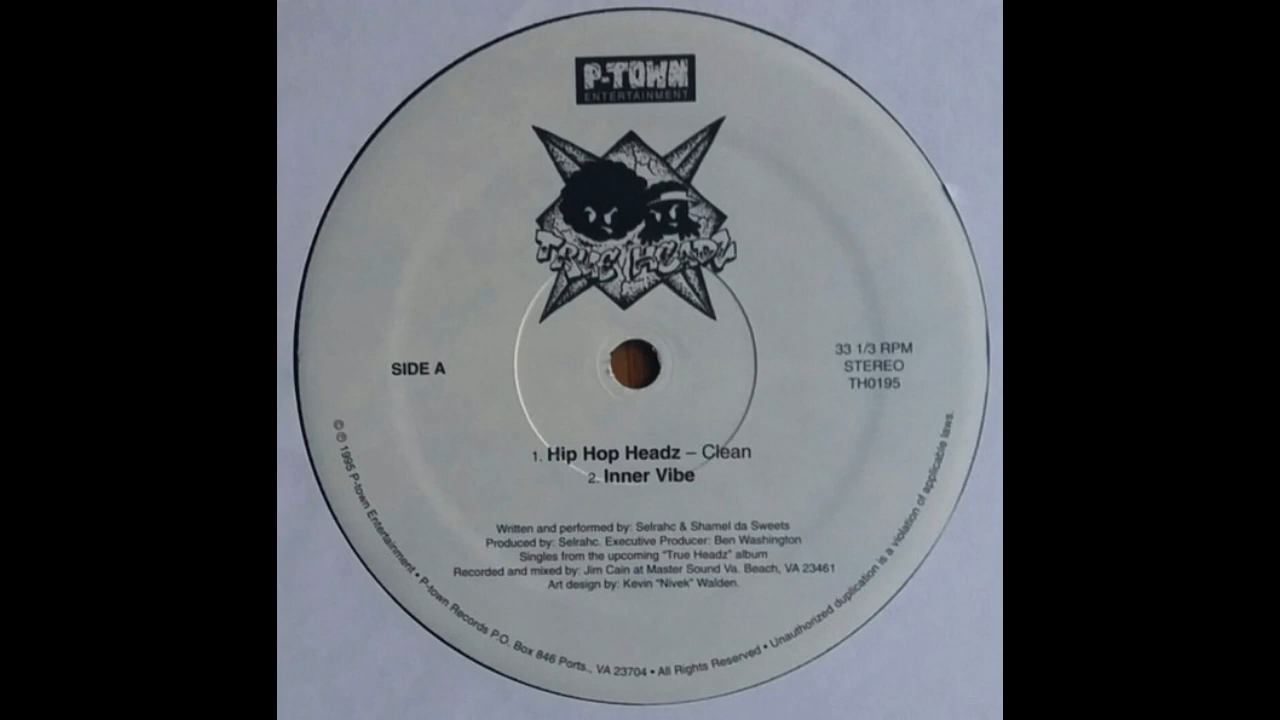 P-TOWN
ENTERTAINMENT
TRUE HEADZ
SIDE A
33 1/3 RPM
STEREO
TH0195
1. Hip Hop Headz – Clean
2. Inner Vibe
Written and performed by: Selrahc & Shamel da Sweets
Produced by: Selrahc. Executive Producer: Ben Washington
Singles from the upcoming "True Headz" album
Recorded and mixed by: Jim Cain at Master Sound Va. Beach, VA 23461
Art design by: Kevin "Nivek" Walden.
© ℗ 1995 P-town Entertainment • P-town Records P.O. Box 846 Ports., VA 23704 • All Rights Reserved • Unauthorized duplication is a violation of applicable laws.